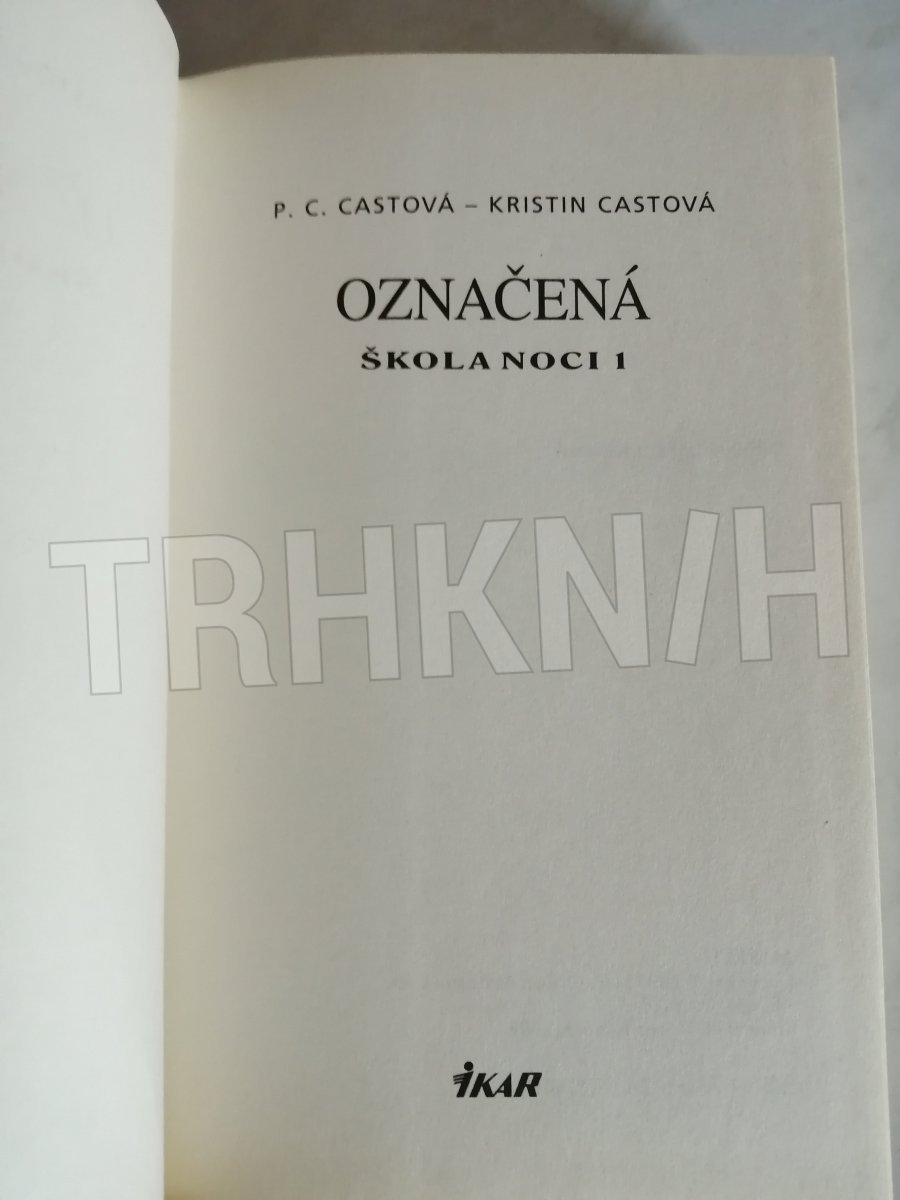 P. C. CASTOVÁ – KRISTIN CASTOVÁ
OZNAČENÁ
ŠKOLA NOCI 1
TRHKNIH
IKAR